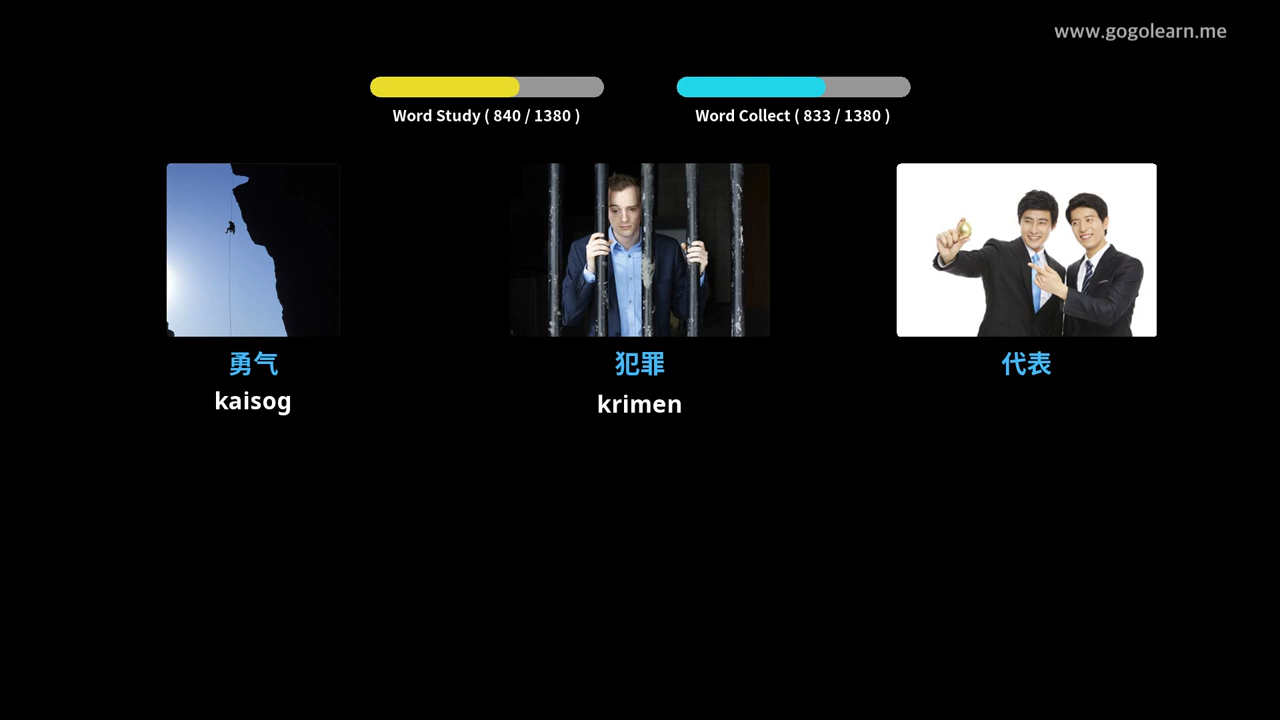 www.gogolearn.me
Word Study ( 840 / 1380 )
Word Collect ( 833 / 1380 )
勇气
kaisog
犯罪
krimen
代表